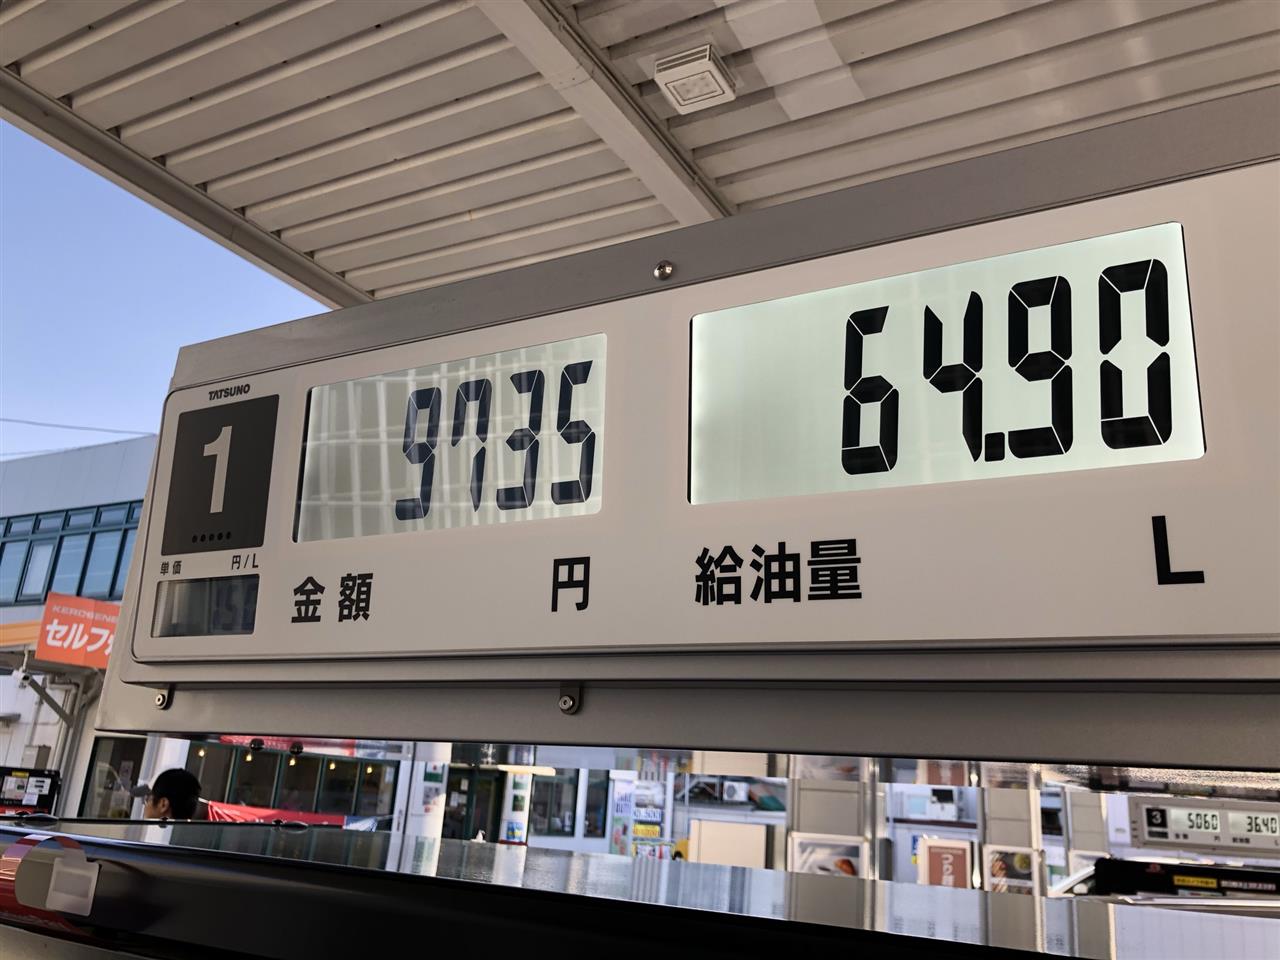 TATSUNO
1
9735
64.90
単価 円/L
金額 円
給油量 L
KEROSENE
セルフ
3
5060
36.40